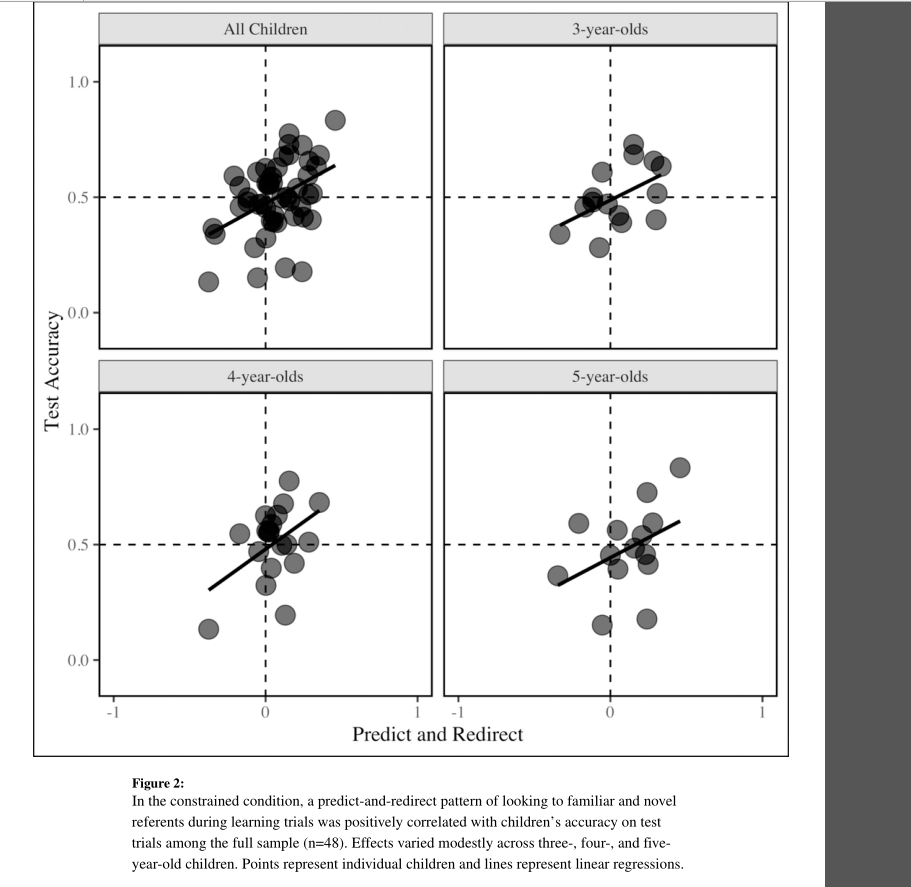 All Children
3-year-olds
1.0
0.5
0.0
Test Accuracy
4-year-olds
5-year-olds
1.0
0.5
0.0
-1
0
1
-1
0
1
Predict and Redirect
Figure 2:
In the constrained condition, a predict-and-redirect pattern of looking to familiar and novel
referents during learning trials was positively correlated with children's accuracy on test
trials among the full sample (n=48). Effects varied modestly across three-, four-, and five-
year-old children. Points represent individual children and lines represent linear regressions.